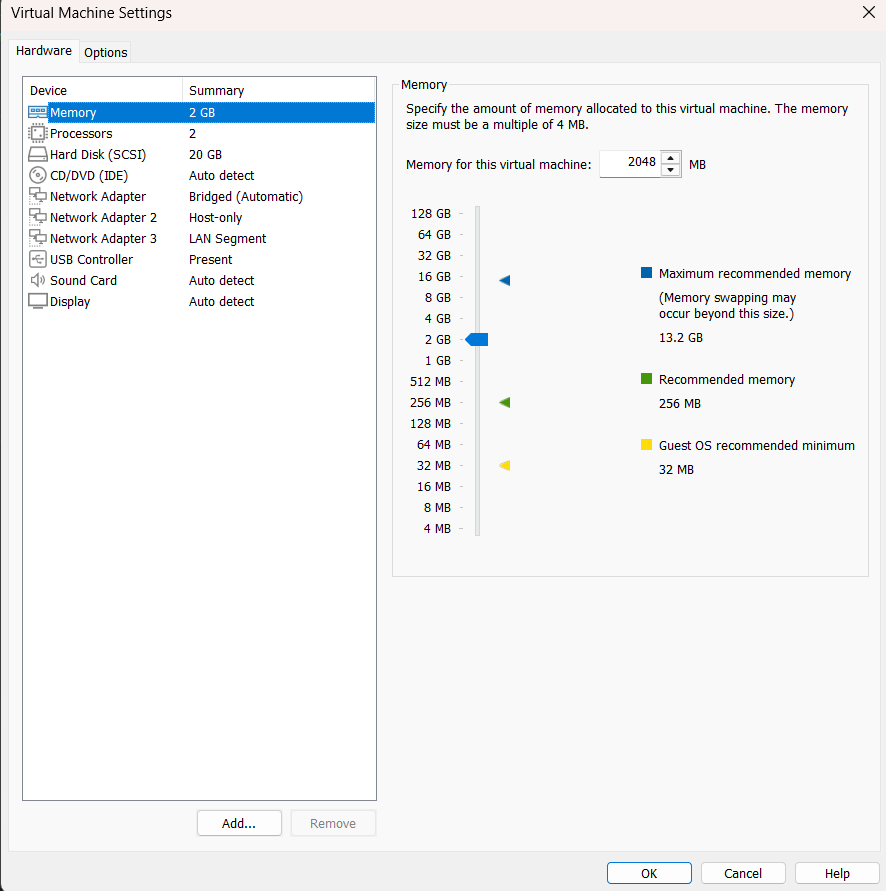 Virtual Machine Settings
Hardware
Options
Device Summary
Memory 2 GB
Processors 2
Hard Disk (SCSI) 20 GB
CD/DVD (IDE) Auto detect
Network Adapter Bridged (Automatic)
Network Adapter 2 Host-only
Network Adapter 3 LAN Segment
USB Controller Present
Sound Card Auto detect
Display Auto detect
Add...
Remove
Memory
Specify the amount of memory allocated to this virtual machine. The memory
size must be a multiple of 4 MB.
Memory for this virtual machine: 2048 MB
128 GB
64 GB
32 GB
16 GB
8 GB
4 GB
2 GB
1 GB
512 MB
256 MB
128 MB
64 MB
32 MB
16 MB
8 MB
4 MB
Maximum recommended memory
(Memory swapping may
occur beyond this size.)
13.2 GB
Recommended memory
256 MB
Guest OS recommended minimum
32 MB
OK
Cancel
Help